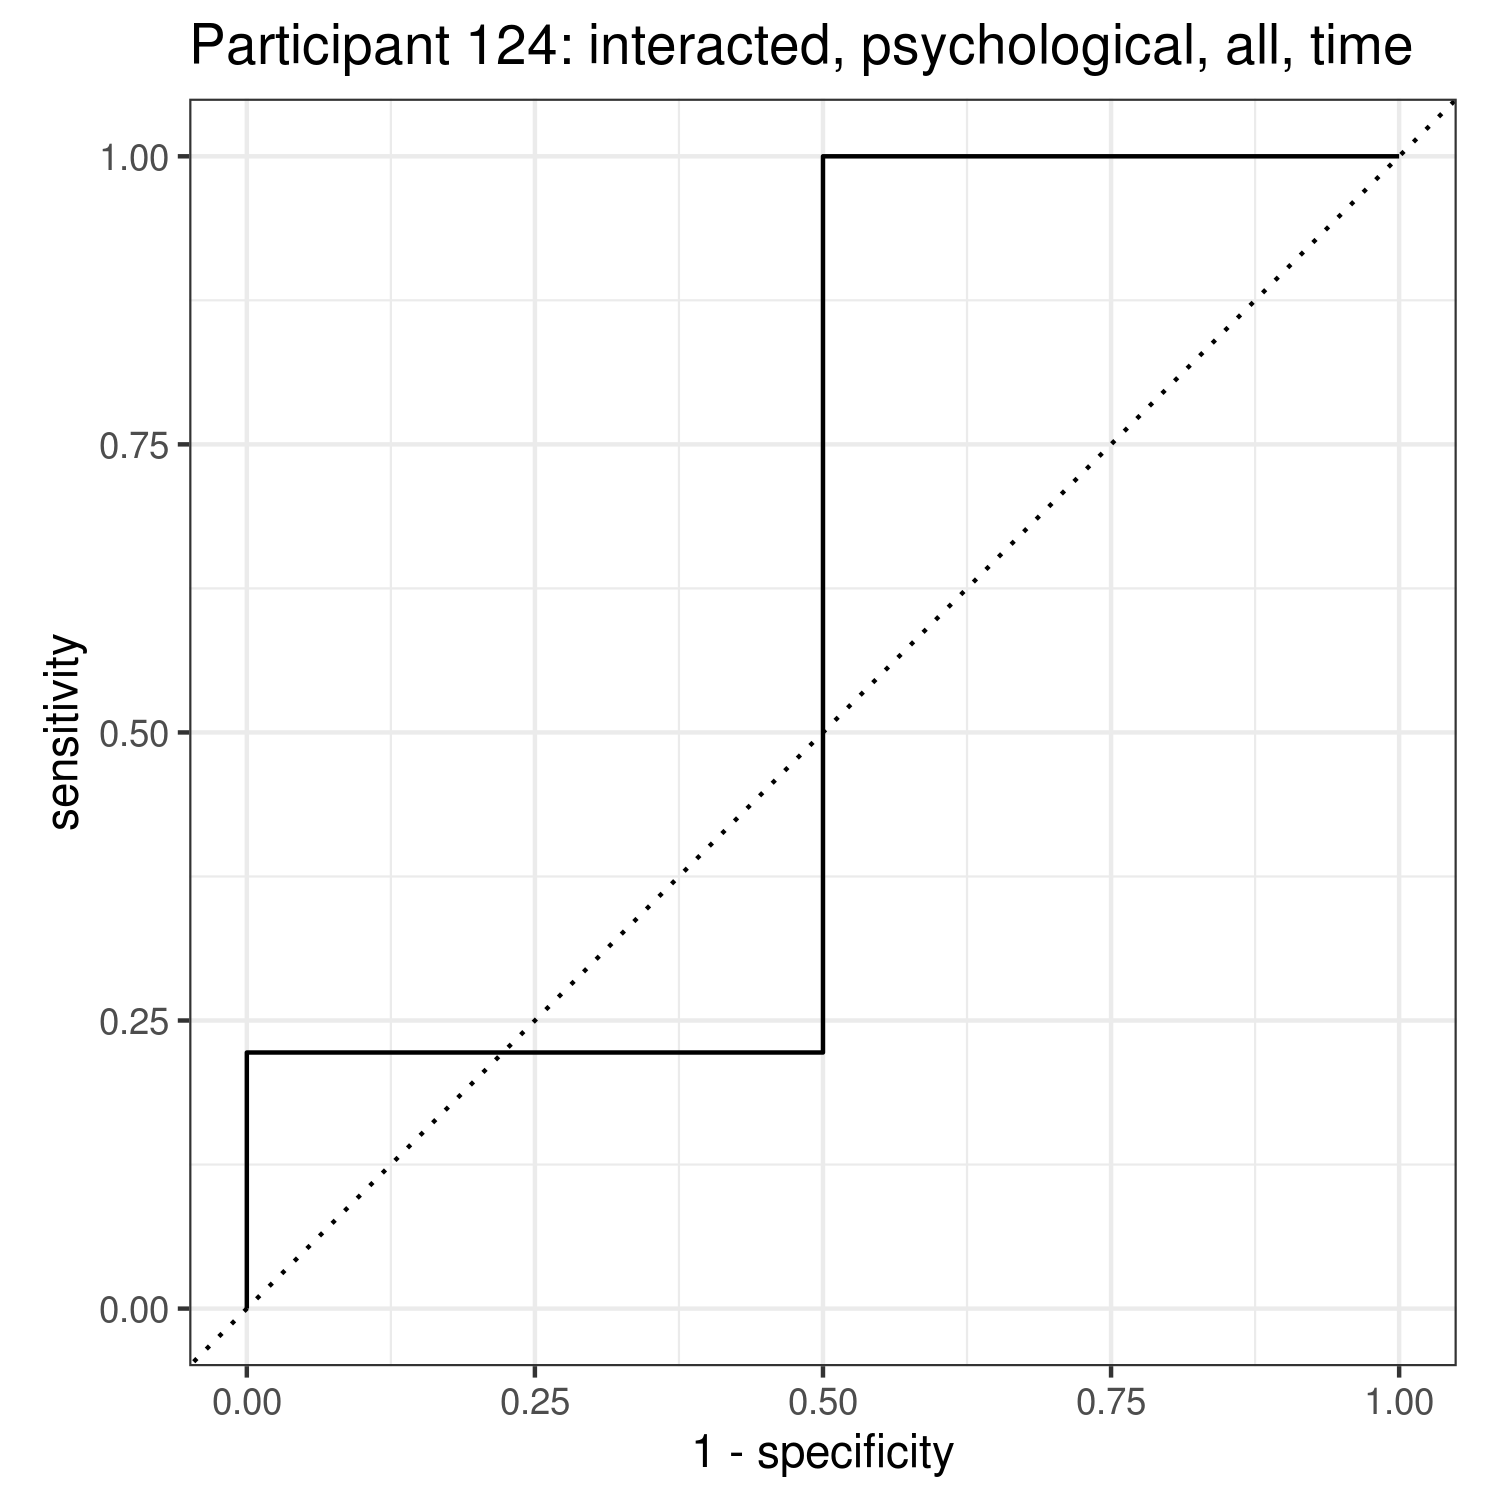 Participant 124: interacted, psychological, all, time
1.00
0.75
0.50
0.25
0.00
sensitivity
0.00 0.25 0.50 0.75 1.00
1 - specificity